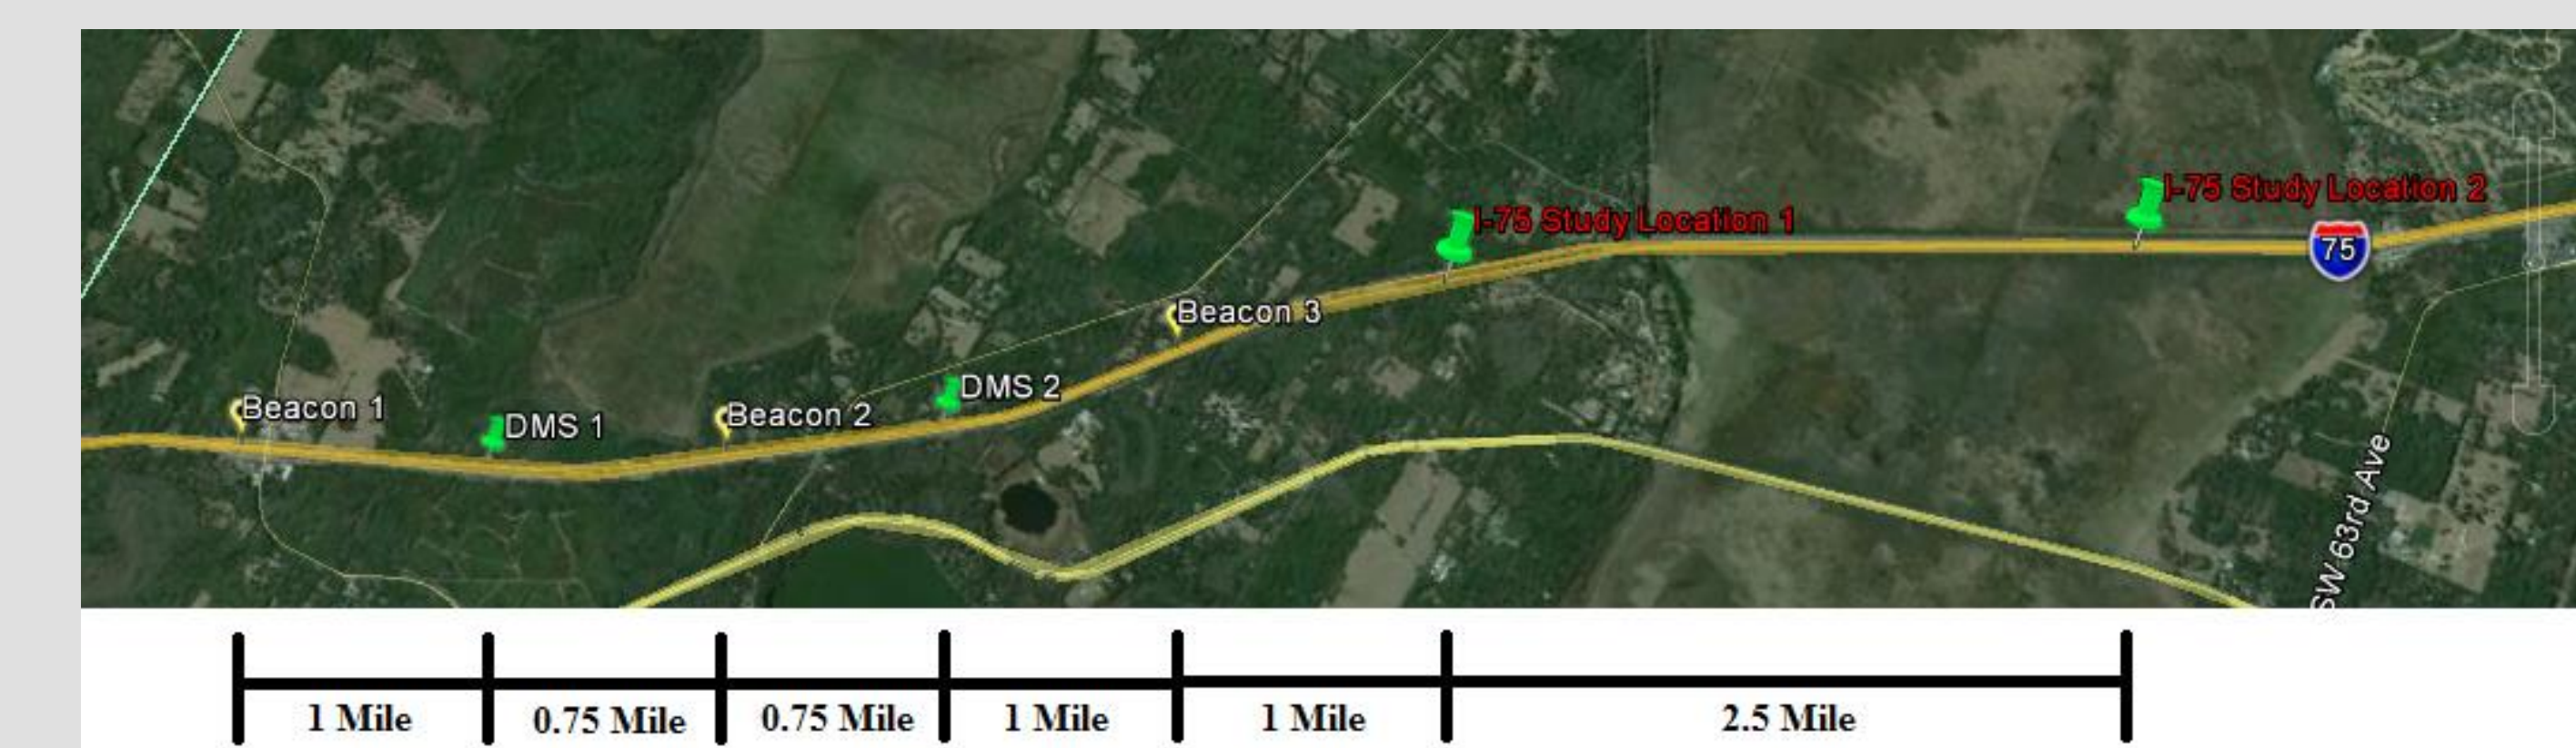 I-75 Study Location 2
I-75 Study Location 1
75
Beacon 3
DMS 2
Beacon 1
Beacon 2
DMS 1
SW 63rd Ave
1 Mile
0.75 Mile
0.75 Mile
1 Mile
1 Mile
2.5 Mile